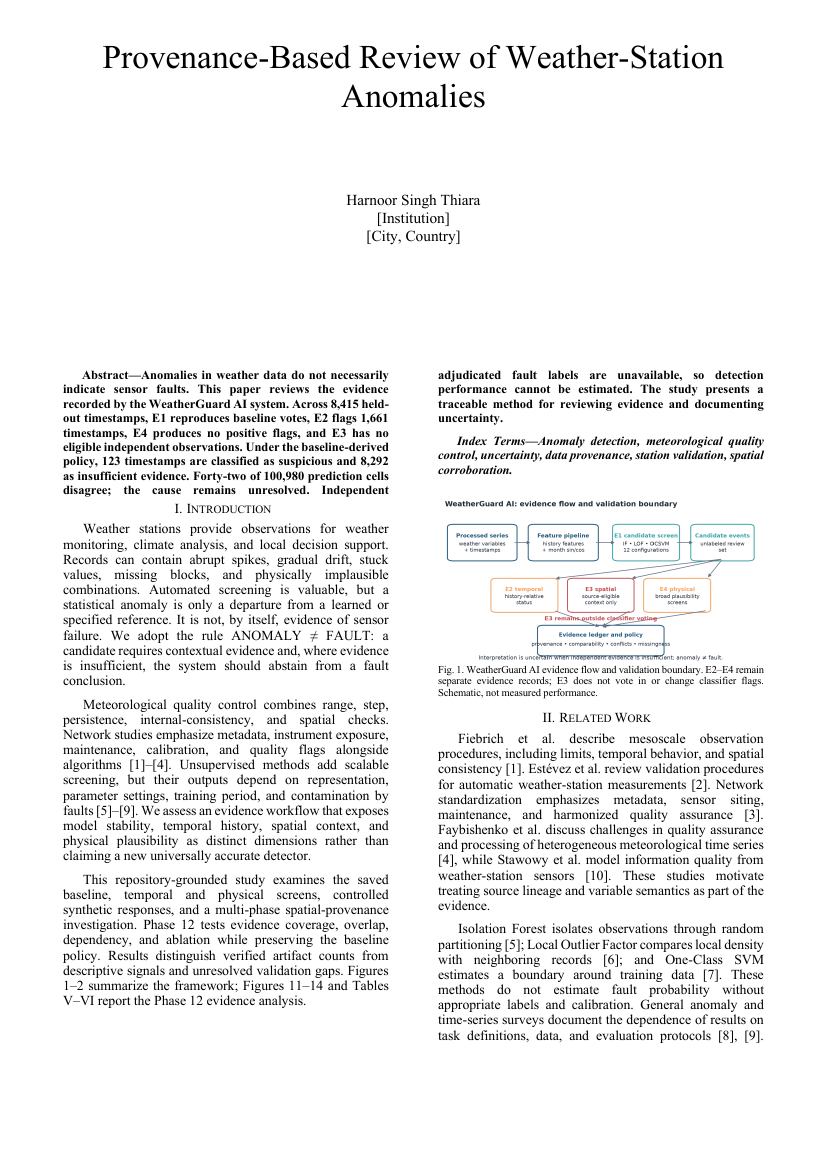 Provenance-Based Review of Weather-Station
Anomalies
Harnoor Singh Thiara
[Institution]
[City, Country]
Abstract—Anomalies in weather data do not necessarily
indicate sensor faults. This paper reviews the evidence
recorded by the WeatherGuard AI system. Across 8,415 held-
out timestamps, E1 reproduces baseline votes, E2 flags 1,661
timestamps, E4 produces no positive flags, and E3 has no
eligible independent observations. Under the baseline-derived
policy, 123 timestamps are classified as suspicious and 8,292
as insufficient evidence. Forty-two of 100,980 prediction cells
disagree; the cause remains unresolved. Independent
I. INTRODUCTION
Weather stations provide observations for weather
monitoring, climate analysis, and local decision support.
Records can contain abrupt spikes, gradual drift, stuck
values, missing blocks, and physically implausible
combinations. Automated screening is valuable, but a
statistical anomaly is only a departure from a learned or
specified reference. It is not, by itself, evidence of sensor
failure. We adopt the rule ANOMALY ≠ FAULT: a
candidate requires contextual evidence and, where evidence
is insufficient, the system should abstain from a fault
conclusion.
Meteorological quality control combines range, step,
persistence, internal-consistency, and spatial checks.
Network studies emphasize metadata, instrument exposure,
maintenance, calibration, and quality flags alongside
algorithms [1]–[4]. Unsupervised methods add scalable
screening, but their outputs depend on representation,
parameter settings, training period, and contamination by
faults [5]–[9]. We assess an evidence workflow that exposes
model stability, temporal history, spatial context, and
physical plausibility as distinct dimensions rather than
claiming a new universally accurate detector.
This repository-grounded study examines the saved
baseline, temporal and physical screens, controlled
synthetic responses, and a multi-phase spatial-provenance
investigation. Phase 12 tests evidence coverage, overlap,
dependency, and ablation while preserving the baseline
policy. Results distinguish verified artifact counts from
descriptive signals and unresolved validation gaps. Figures
1–2 summarize the framework; Figures 11–14 and Tables
V–VI report the Phase 12 evidence analysis.
adjudicated fault labels are unavailable, so detection
performance cannot be estimated. The study presents a
traceable method for reviewing evidence and documenting
uncertainty.
Index Terms—Anomaly detection, meteorological quality
control, uncertainty, data provenance, station validation, spatial
corroboration.
WeatherGuard AI: evidence flow and validation boundary
Processed series
weather variables
+ timestamps
Feature pipeline
history features
+ month sin/cos
E1 candidate screen
IF • LOF • OCSVM
12 configurations
Candidate events
unlabeled review
set
E2 temporal
history-relative
status
E3 spatial
source-eligible
context only
E4 physical
broad plausibility
screens
E3 remains outside classifier voting
Evidence ledger and policy
provenance • comparability • conflicts • missingness
Interpretation is uncertain when independent evidence is insufficient; anomaly ≠ fault.
Fig. 1. WeatherGuard AI evidence flow and validation boundary. E2–E4 remain
separate evidence records; E3 does not vote in or change classifier flags.
Schematic, not measured performance.
II. RELATED WORK
Fiebrich et al. describe mesoscale observation
procedures, including limits, temporal behavior, and spatial
consistency [1]. Estévez et al. review validation procedures
for automatic weather-station measurements [2]. Network
standardization emphasizes metadata, sensor siting,
maintenance, and harmonized quality assurance [3].
Faybishenko et al. discuss challenges in quality assurance
and processing of heterogeneous meteorological time series
[4], while Stawowy et al. model information quality from
weather-station sensors [10]. These studies motivate
treating source lineage and variable semantics as part of the
evidence.
Isolation Forest isolates observations through random
partitioning [5]; Local Outlier Factor compares local density
with neighboring records [6]; and One-Class SVM
estimates a boundary around training data [7]. These
methods do not estimate fault probability without
appropriate labels and calibration. General anomaly and
time-series surveys document the dependence of results on
task definitions, data, and evaluation protocols [8], [9].